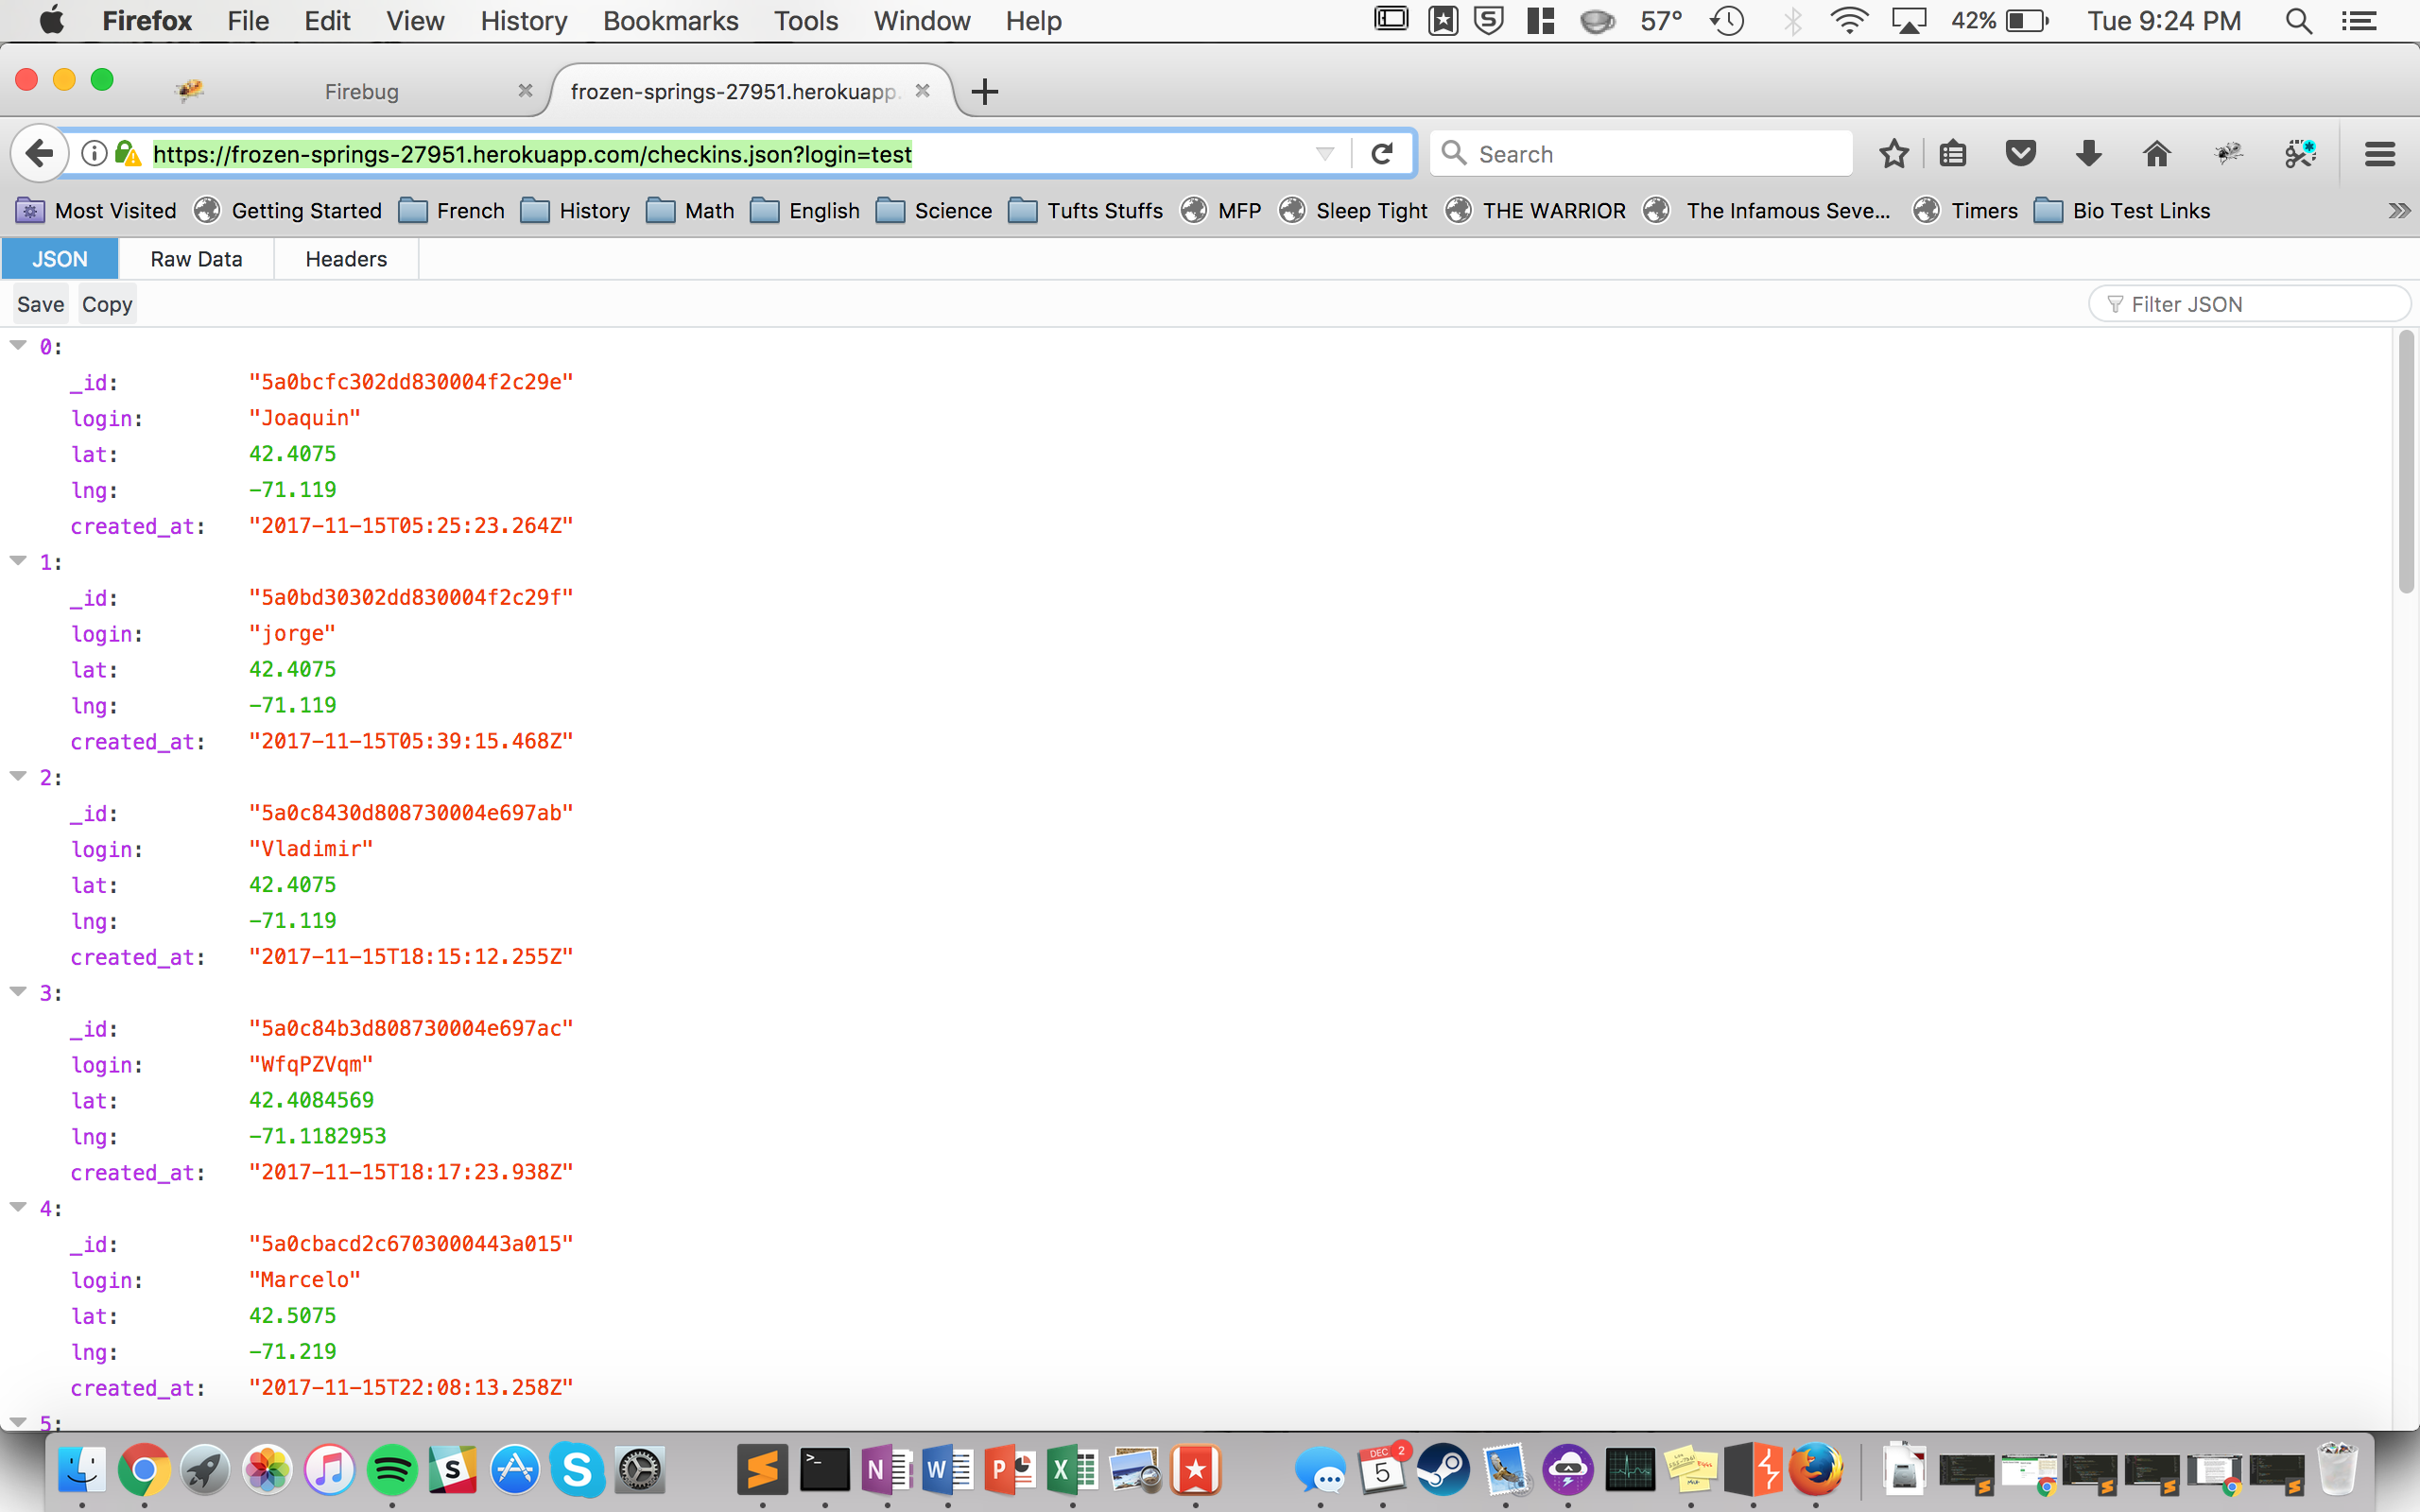 Firefox File Edit View History Bookmarks Tools Window Help 57° 42% Tue 9:24 PM
Firebug frozen-springs-27951.herokuapp.
https://frozen-springs-27951.herokuapp.com/checkins.json?login=test Search
Most Visited Getting Started French History Math English Science Tufts Stuffs MFP Sleep Tight THE WARRIOR The Infamous Seve... Timers Bio Test Links
JSON Raw Data Headers
Save Copy Filter JSON
0:
_id: "5a0bcfc302dd830004f2c29e"
login: "Joaquin"
lat: 42.4075
lng: -71.119
created_at: "2017-11-15T05:25:23.264Z"
1:
_id: "5a0bd30302dd830004f2c29f"
login: "jorge"
lat: 42.4075
lng: -71.119
created_at: "2017-11-15T05:39:15.468Z"
2:
_id: "5a0c8430d808730004e697ab"
login: "Vladimir"
lat: 42.4075
lng: -71.119
created_at: "2017-11-15T18:15:12.255Z"
3:
_id: "5a0c84b3d808730004e697ac"
login: "WfqPZVqm"
lat: 42.4084569
lng: -71.1182953
created_at: "2017-11-15T18:17:23.938Z"
4:
_id: "5a0cbacd2c6703000443a015"
login: "Marcelo"
lat: 42.5075
lng: -71.219
created_at: "2017-11-15T22:08:13.258Z"
5:
S S N W P X DEC 5 2